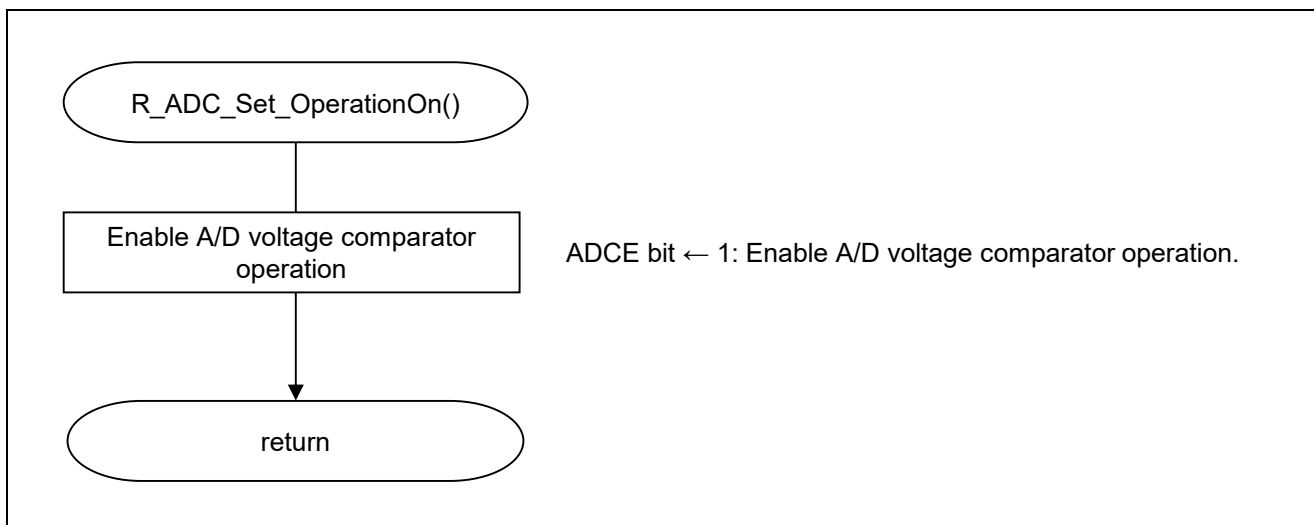 R_ADC_Set_OperationOn()
Enable A/D voltage comparator
operation
ADCE bit ← 1: Enable A/D voltage comparator operation.
return